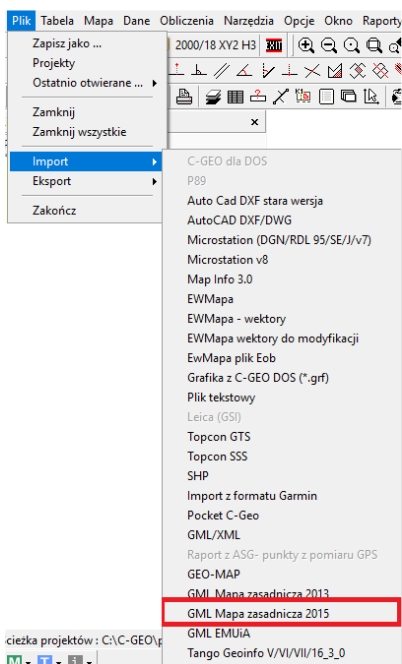 Plik Tabela Mapa Dane Obliczenia Narzędzia Opcje Okno Raporty
Zapisz jako ...
2000/18 XY2 H3
Projekty
Ostatnio otwierane ...
Zamknij
Zamknij wszystkie
Import
Eksport
Zakończ
C-GEO dla DOS
P89
Auto Cad DXF stara wersja
AutoCAD DXF/DWG
Microstation (DGN/RDL 95/SE/J/v7)
Microstation v8
Map Info 3.0
EWMapa
EWMapa - wektory
EWMapa wektory do modyfikacji
EwMapa plik Eob
Grafika z C-GEO DOS (*.grf)
Plik tekstowy
Leica (GSI)
Topcon GTS
Topcon SSS
SHP
Import z formatu Garmin
Pocket C-Geo
GML/XML
Raport z ASG- punkty z pomiaru GPS
GEO-MAP
GML Mapa zasadnicza 2013
GML Mapa zasadnicza 2015
GML EMUiA
Tango Geoinfo V/VI/VII/16_3_0
cieżka projektów : C:\C-GEO\p
M T i